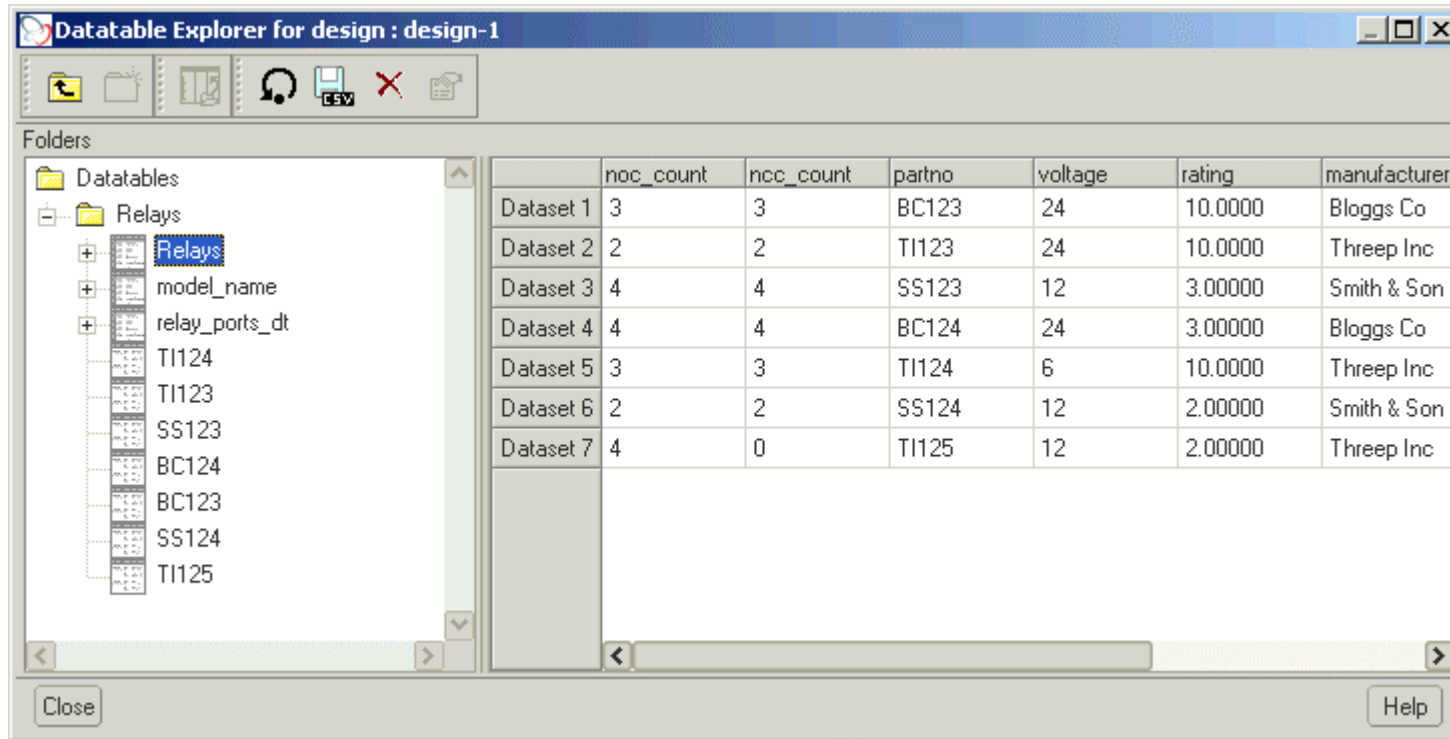 Datatable Explorer for design : design-1
CSV
Folders
Datatables
Relays
Relays
model_name
relay_ports_dt
TI124
TI123
SS123
BC124
BC123
SS124
TI125
noc_count ncc_count partno voltage rating manufacturer
Dataset 1 3 3 BC123 24 10.0000 Bloggs Co
Dataset 2 2 2 TI123 24 10.0000 Threep Inc
Dataset 3 4 4 SS123 12 3.00000 Smith & Son
Dataset 4 4 4 BC124 24 3.00000 Bloggs Co
Dataset 5 3 3 TI124 6 10.0000 Threep Inc
Dataset 6 2 2 SS124 12 2.00000 Smith & Son
Dataset 7 4 0 TI125 12 2.00000 Threep Inc
Close Help